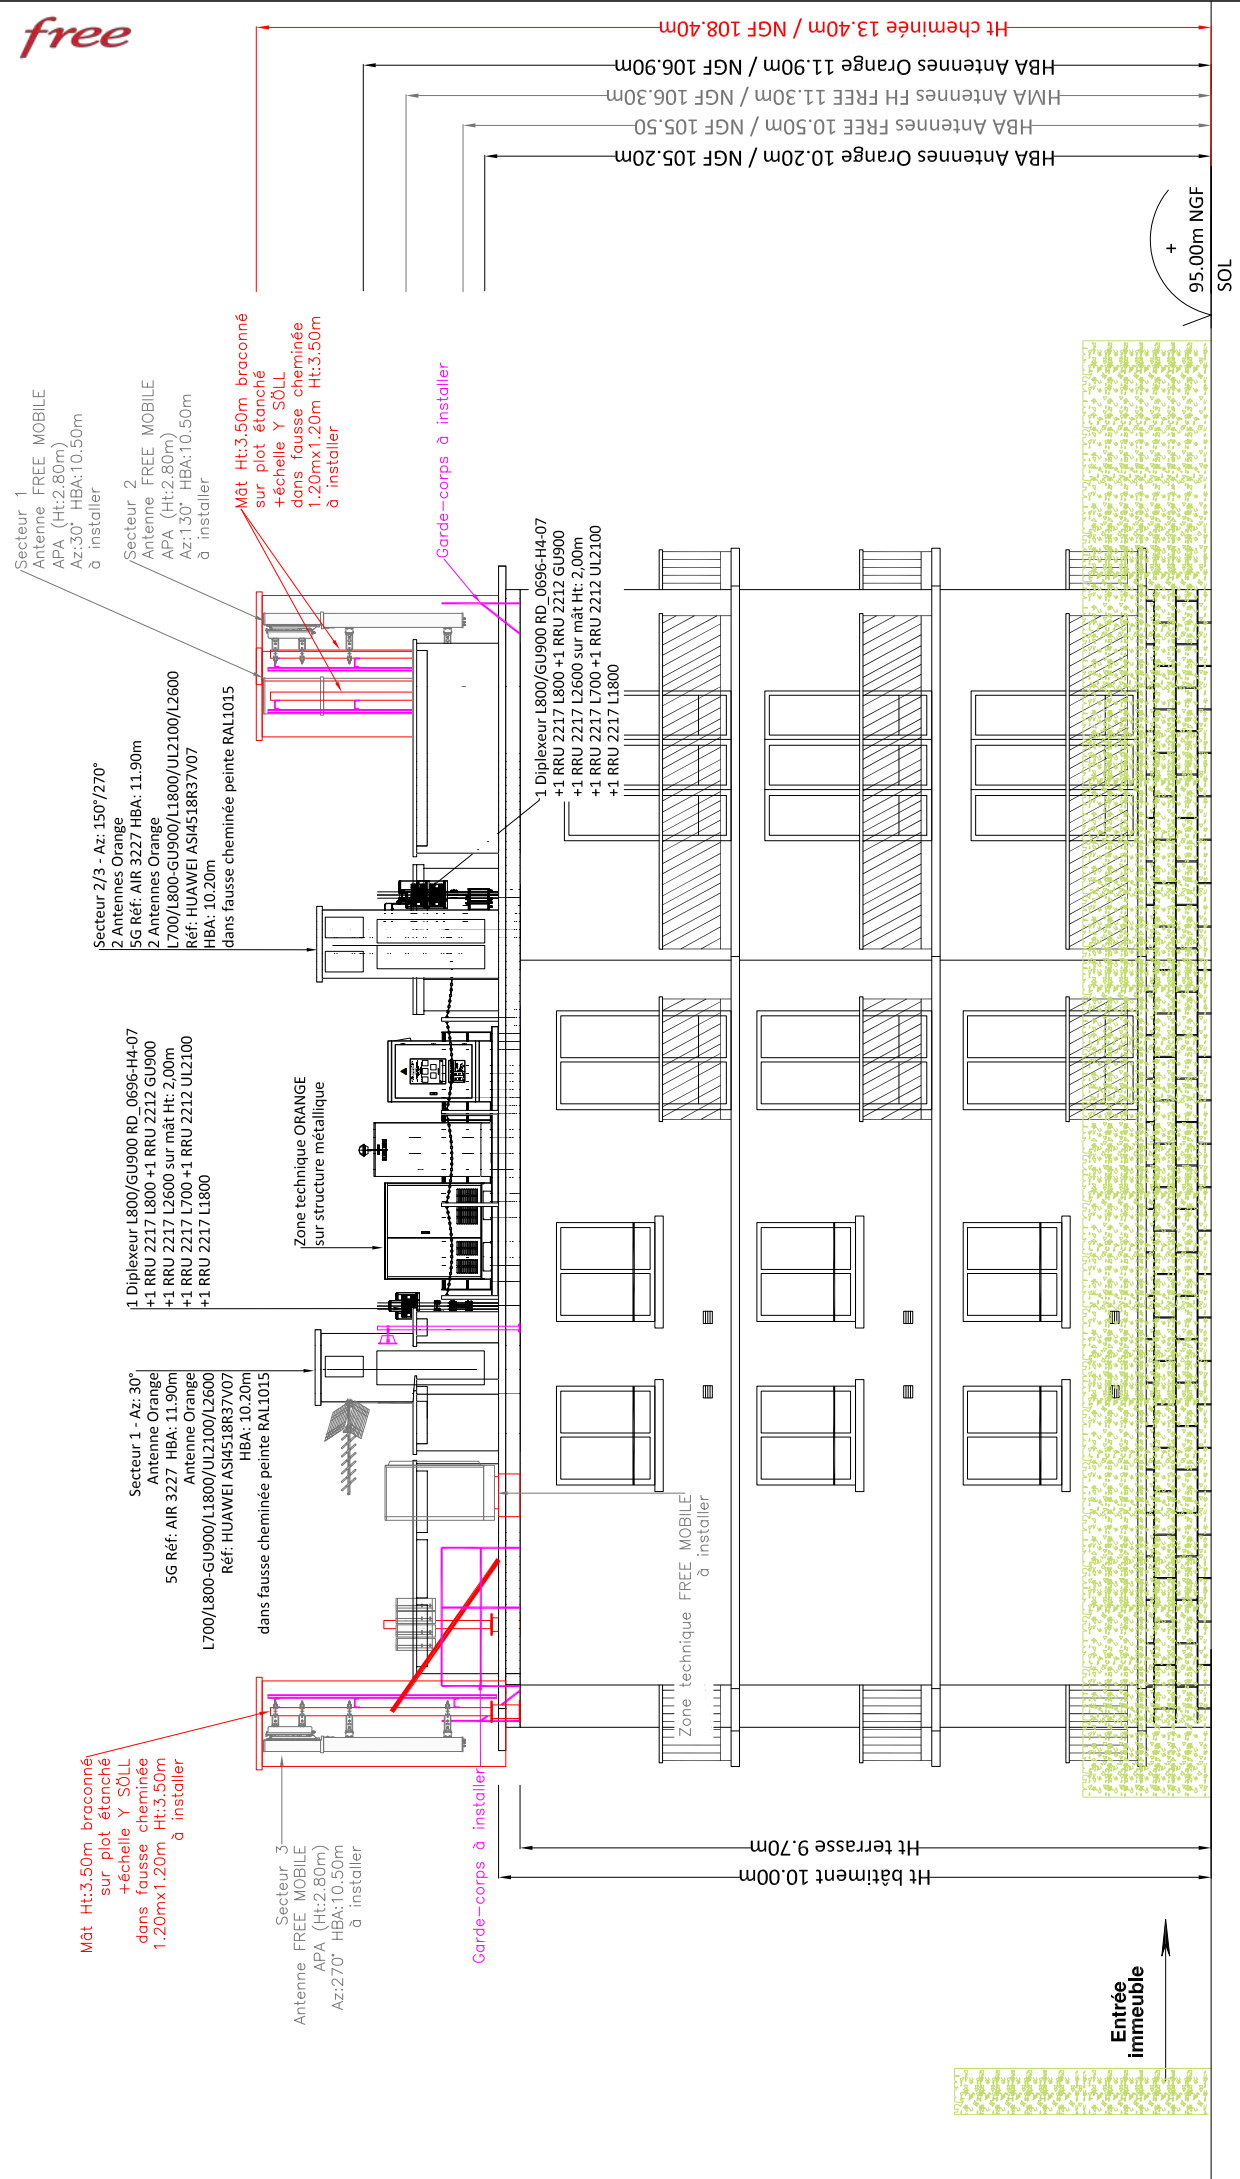 free
Ht cheminée 13.40m / NGF 108.40m
HBA Antennes Orange 11.90m / NGF 106.90m
HMA Antennes FH FREE 11.30m / NGF 106.30m
HBA Antennes FREE 10.50m / NGF 105.50
HBA Antennes Orange 10.20m / NGF 105.20m
95.00m NGF
SOL
Secteur 1
Antenne FREE MOBILE
APA (Ht:2.80m)
Az:30° HBA:10.50m
à installer
Secteur 2
Antenne FREE MOBILE
APA (Ht:2.80m)
Az:130° HBA:10.50m
à installer
Mât Ht:3.50m braconné
sur plot étanché
+échelle Y SÖLL
dans fausse cheminée
1.20mx1.20m Ht:3.50m
à installer
Garde-corps à installer
1 Diplexeur L800/GU900 RD_0696-H4-07
+1 RRU 2217 L800 +1 RRU 2212 GU900
+1 RRU 2217 L2600 sur mât Ht: 2,00m
+1 RRU 2217 L700 +1 RRU 2212 UL2100
+1 RRU 2217 L1800
Secteur 2/3 - Az: 150°/270°
2 Antennes Orange
5G Réf: AIR 3227 HBA: 11.90m
2 Antennes Orange
L700/L800-GU900/L1800/UL2100/L2600
Réf: HUAWEI ASI4518R37V07
HBA: 10.20m
dans fausse cheminée peinte RAL1015
1 Diplexeur L800/GU900 RD_0696-H4-07
+1 RRU 2217 L800 +1 RRU 2212 GU900
+1 RRU 2217 L2600 sur mât Ht: 2,00m
+1 RRU 2217 L700 +1 RRU 2212 UL2100
+1 RRU 2217 L1800
Zone technique ORANGE
sur structure métallique
Secteur 1 - Az: 30°
Antenne Orange
5G Réf: AIR 3227 HBA: 11.90m
Antenne Orange
L700/L800-GU900/L1800/UL2100/L2600
Réf: HUAWEI ASI4518R37V07
HBA: 10.20m
dans fausse cheminée peinte RAL1015
Zone technique FREE MOBILE
à installer
Mât Ht:3.50m braconné
sur plot étanché
+échelle Y SÖLL
dans fausse cheminée
1.20mx1.20m Ht:3.50m
à installer
Secteur 3
Antenne FREE MOBILE
APA (Ht:2.80m)
Az:270° HBA:10.50m
à installer
Garde-corps à installer
Ht terrasse 9.70m
Ht bâtiment 10.00m
Entrée
immeuble